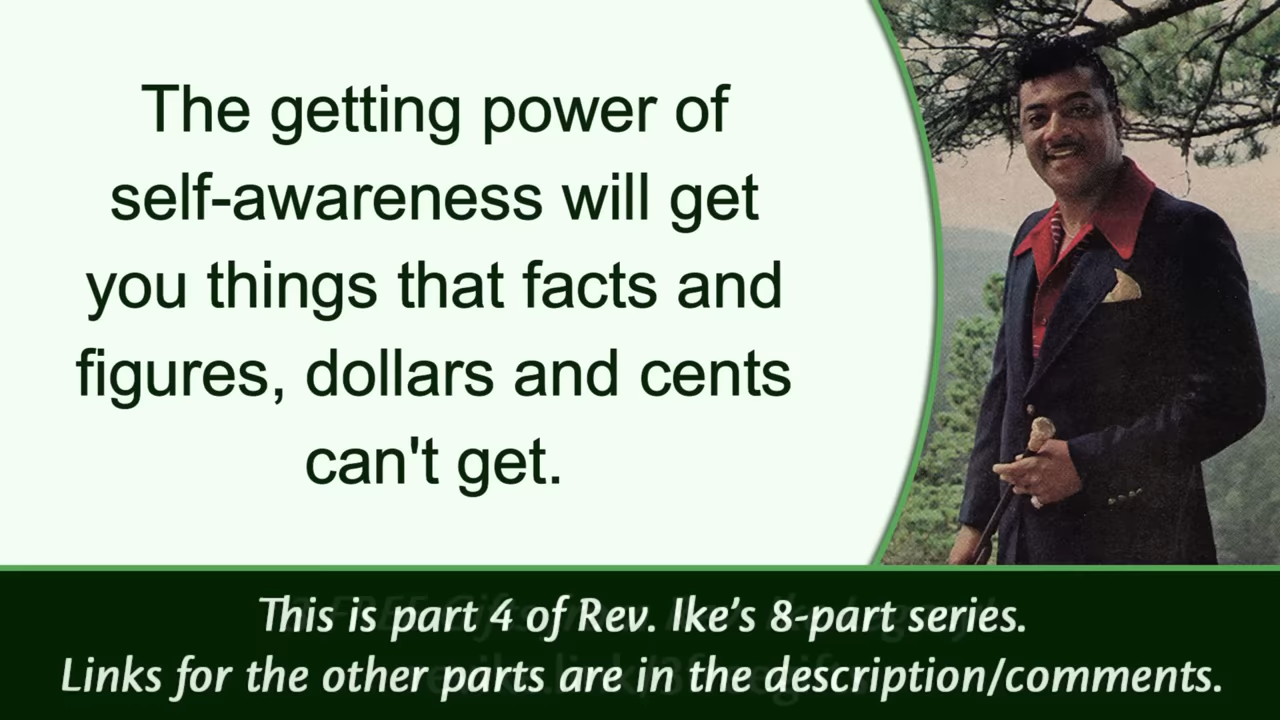 The getting power of
self-awareness will get
you things that facts and
figures, dollars and cents
can't get.
This is part 4 of Rev. Ike's 8-part series.
Links for the other parts are in the description/comments.